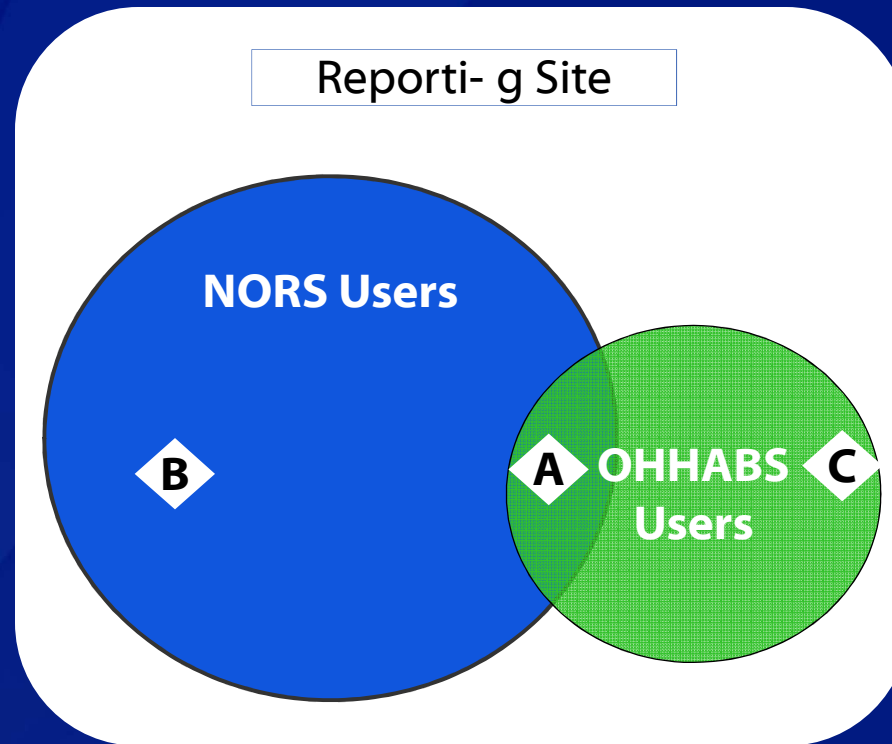 Reporti- g Site
NORS Users
B
A
OHHABS
Users
C